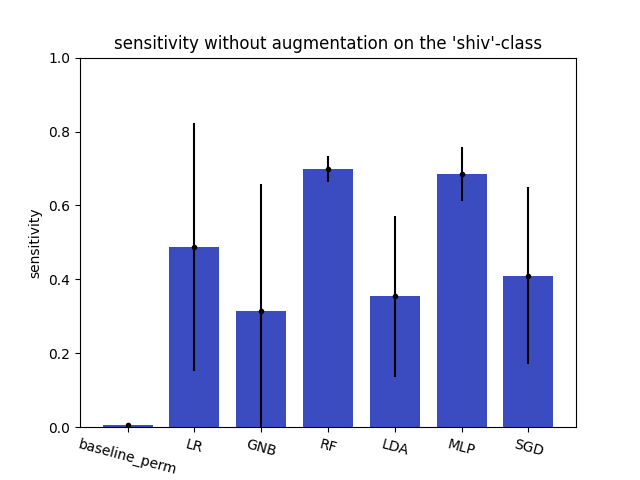 sensitivity without augmentation on the 'shiv'-class
1.0
0.8
0.6
0.4
0.2
0.0
sensitivity
baseline_perm LR GNB RF LDA MLP SGD